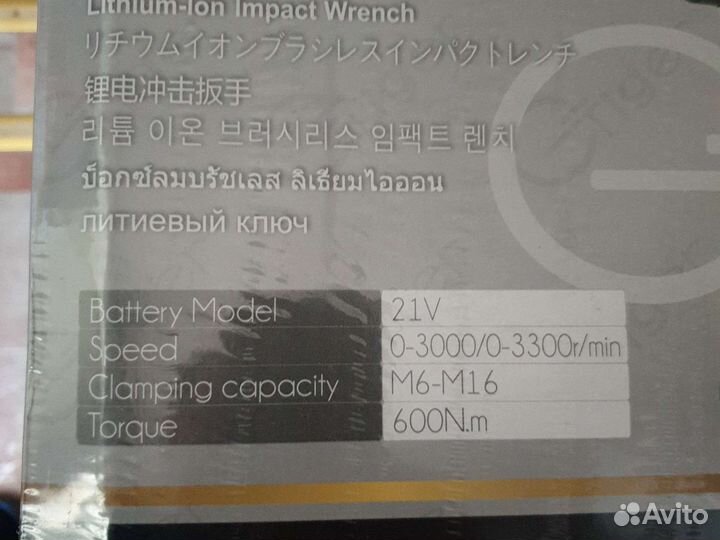 Lithium-Ion Impact Wrench
リチウムイオンブラシレスインパクトレンチ
锂电冲击扳手
리튬 이온 브러시리스 임팩트 렌치
บ็อกซ์ลมบรัชเลส ลิเธียมไอออน
литиевый ключ
Battery Model 21V
Speed 0-3000/0-3300r/min
Clamping capacity M6-M16
Torque 600N.m
Avito